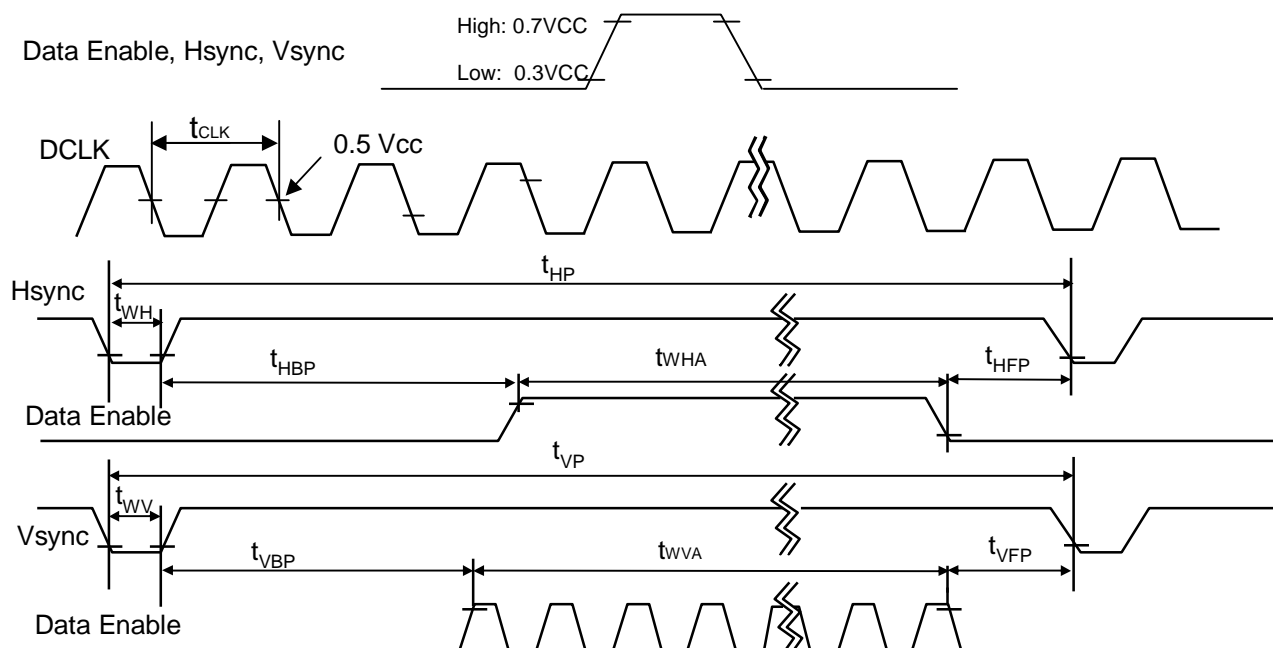 High: 0.7VCC
Data Enable, Hsync, Vsync
Low: 0.3VCC
tCLK
DCLK
0.5 Vcc
tHP
Hsync
tWH
tHBP
tWHA
tHFP
Data Enable
tVP
tWV
Vsync
tVBP
tWVA
tVFP
Data Enable